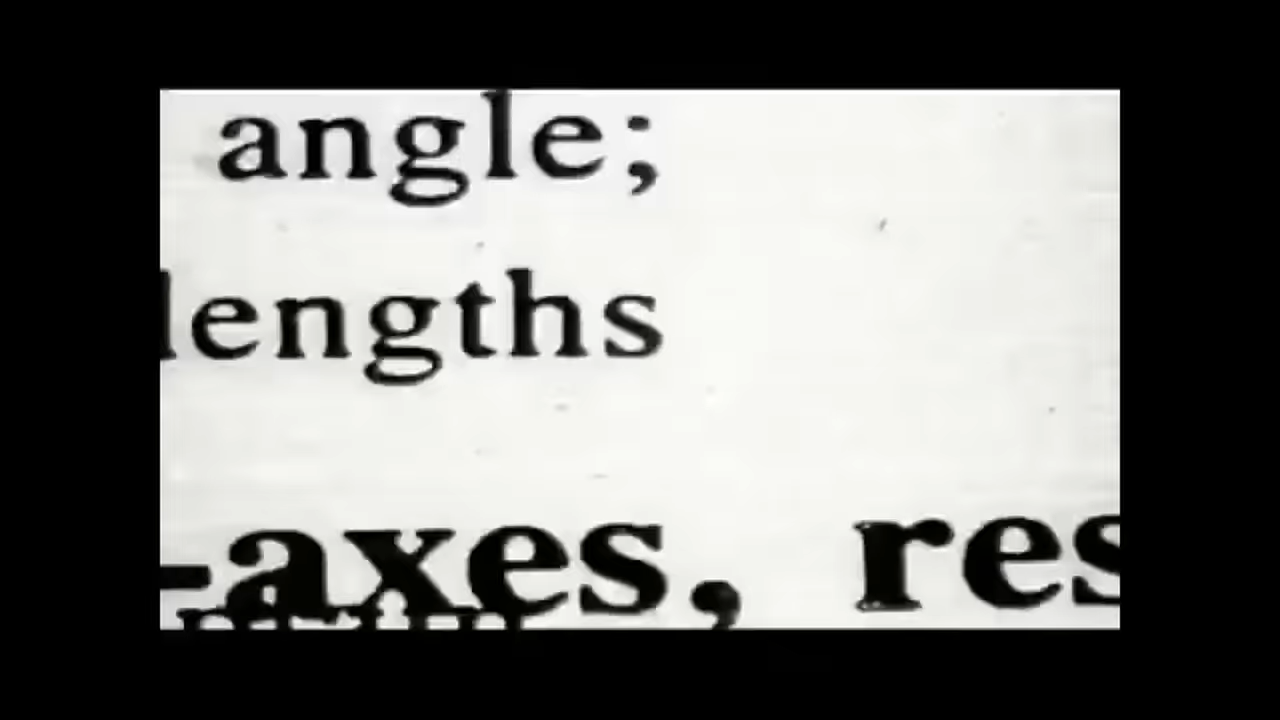 angle;
lengths
-axes, res